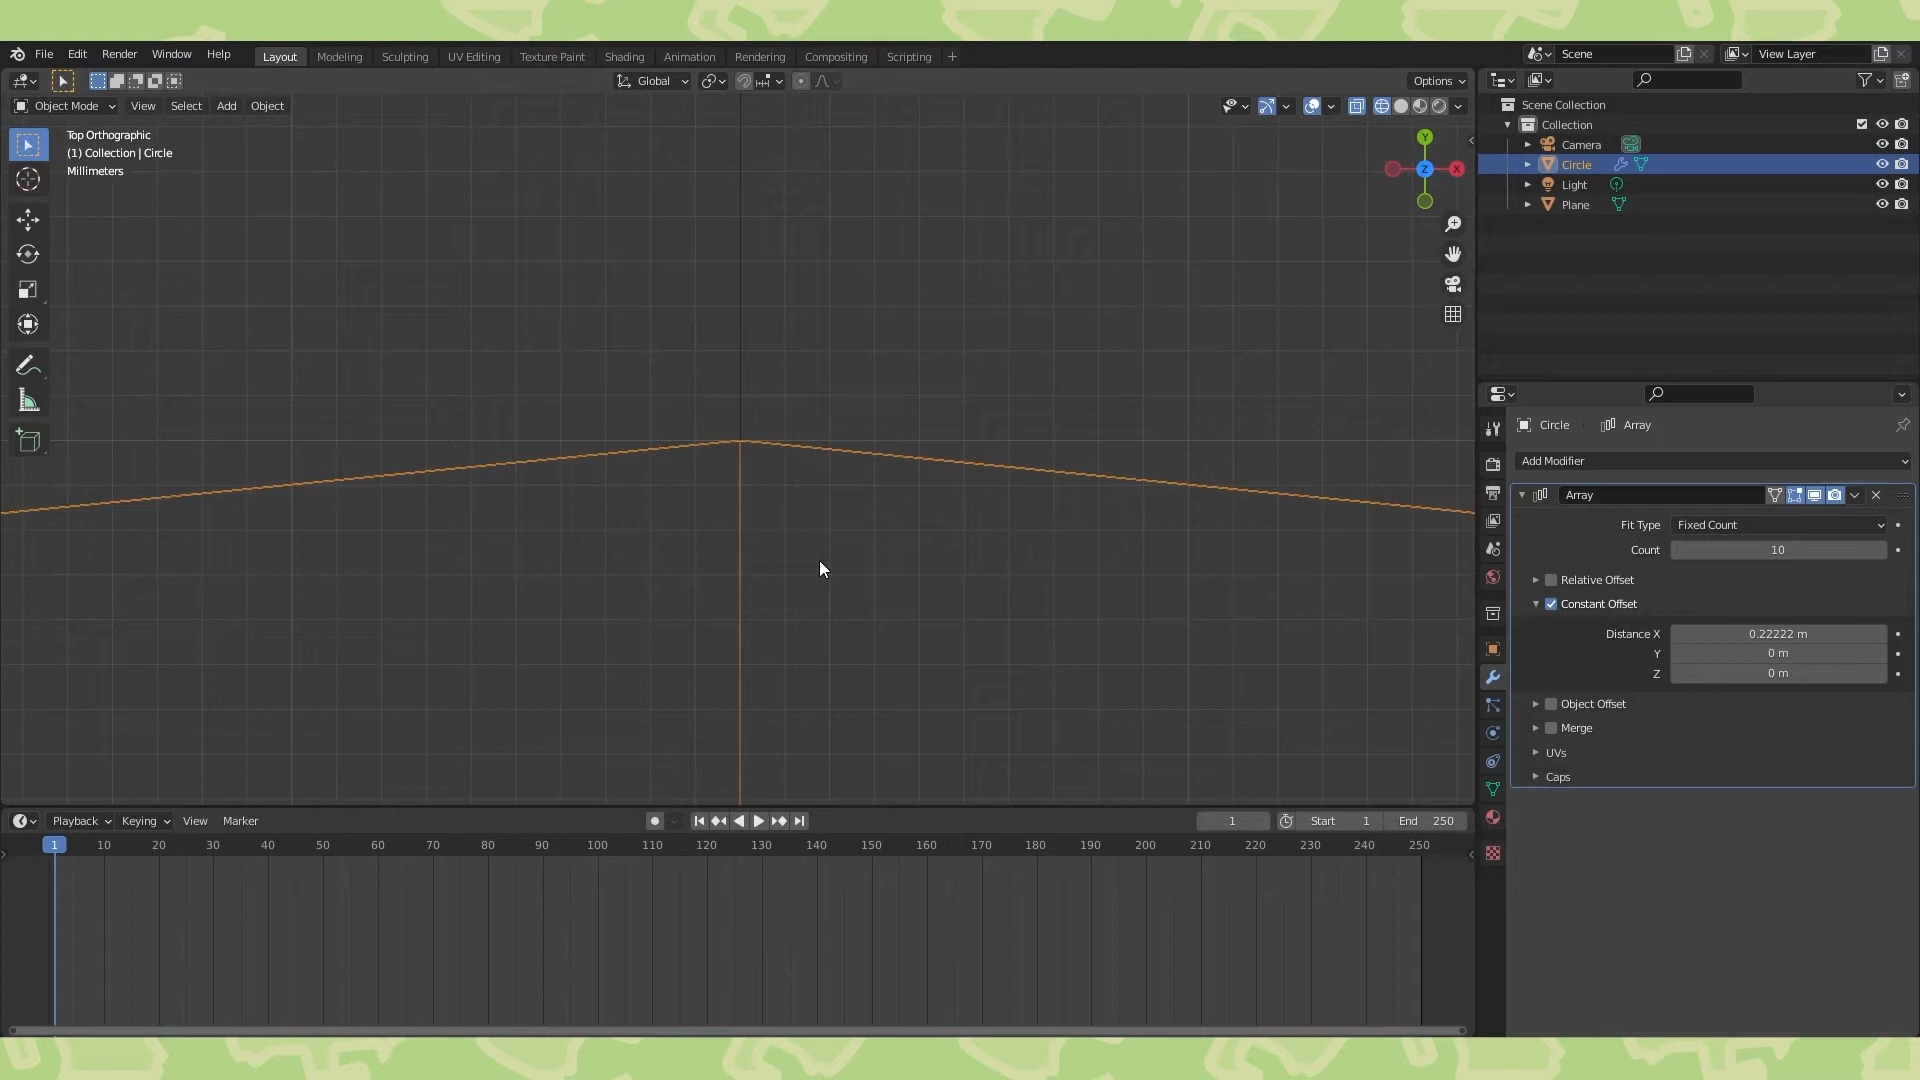 File Edit Render Window Help Layout Modeling Sculpting UV Editing Texture Paint Shading Animation Rendering Compositing Scripting +
Scene
View Layer
Global
Options
Object Mode View Select Add Object
Top Orthographic
(1) Collection | Circle
Millimeters
Y
Z
X
Scene Collection
Collection
Camera
Circle
Light
Plane
Circle Array
Add Modifier
Array
Fit Type Fixed Count
Count 10
Relative Offset
Constant Offset
Distance X 0.22222 m
Y 0 m
Z 0 m
Object Offset
Merge
UVs
Caps
Playback Keying View Marker
1 Start 1 End 250
1 10 20 30 40 50 60 70 80 90 100 110 120 130 140 150 160 170 180 190 200 210 220 230 240 250